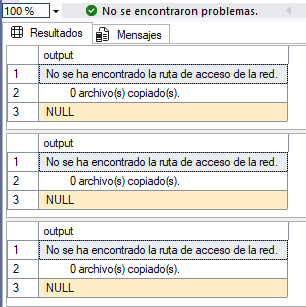 100 % No se encontraron problemas.
Resultados Mensajes
output
1 No se ha encontrado la ruta de acceso de la red.
2 0 archivo(s) copiado(s).
3 NULL
output
1 No se ha encontrado la ruta de acceso de la red.
2 0 archivo(s) copiado(s).
3 NULL
output
1 No se ha encontrado la ruta de acceso de la red.
2 0 archivo(s) copiado(s).
3 NULL